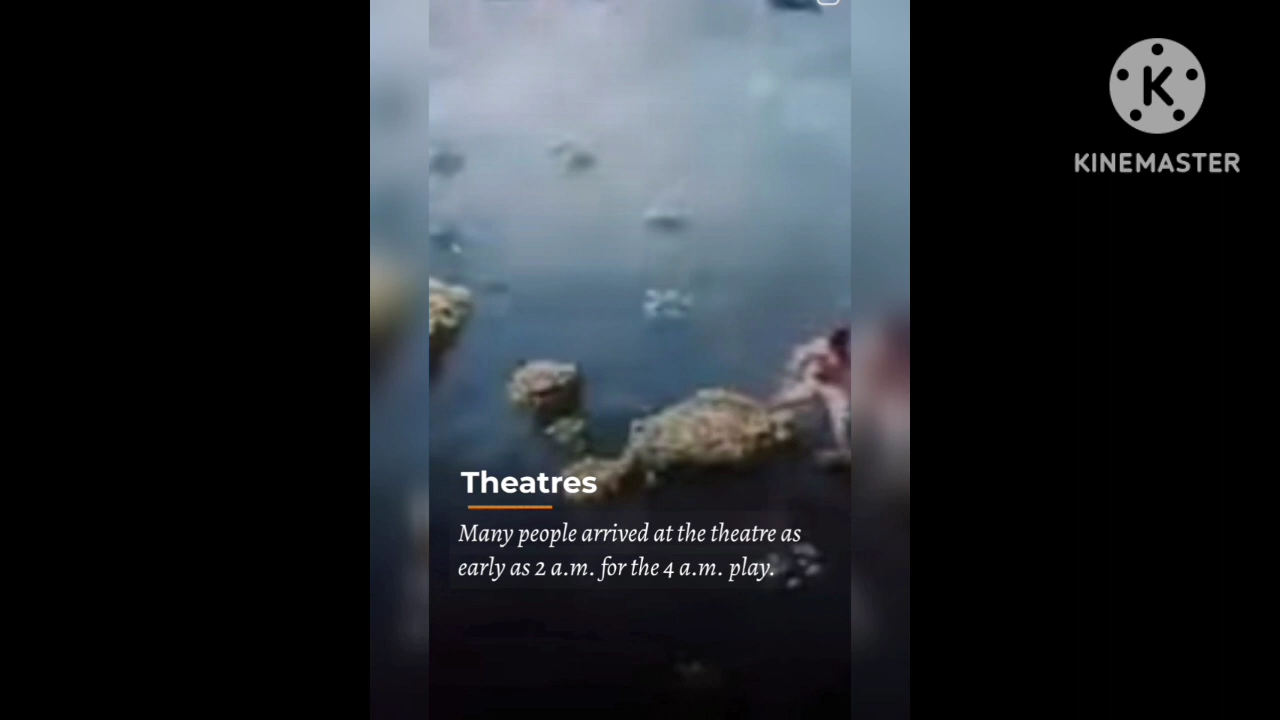 K
KINEMASTER
Theatres
Many people arrived at the theatre as
early as 2 a.m. for the 4 a.m. play.